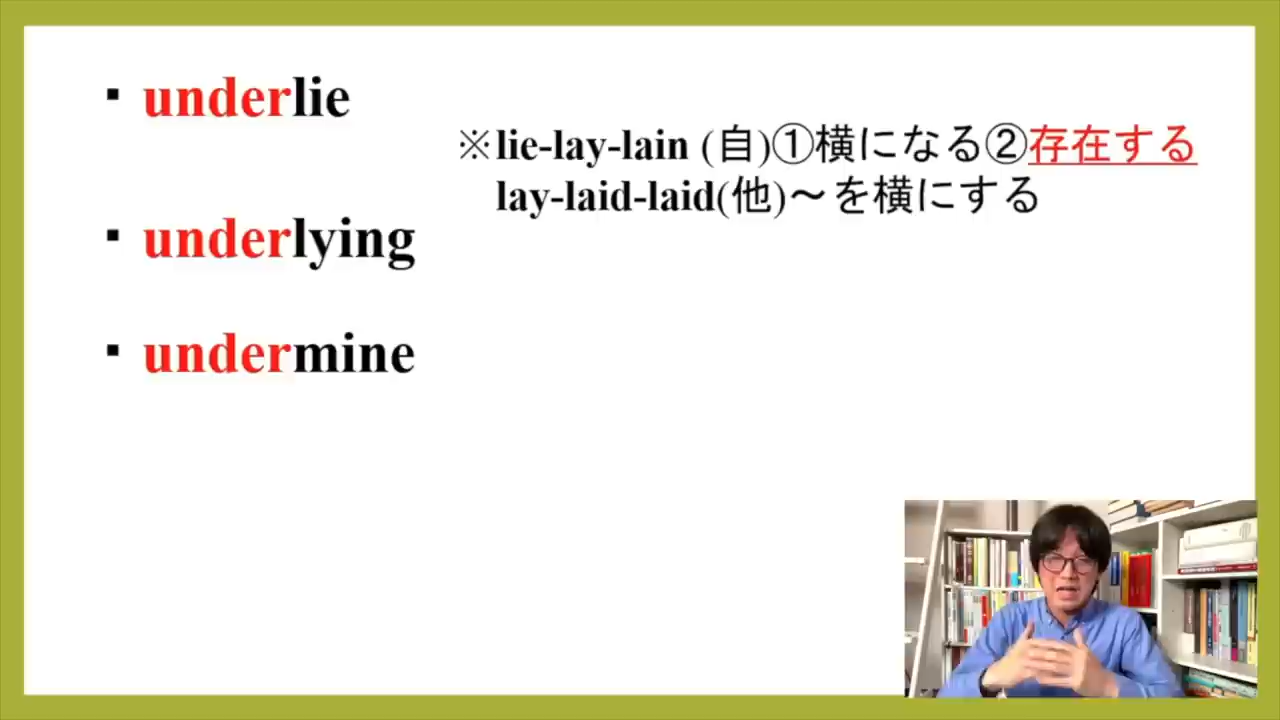 ▪ underlie
※lie-lay-lain (自)①横になる②存在する
lay-laid-laid(他)～を横にする
▪ underlying
▪ undermine